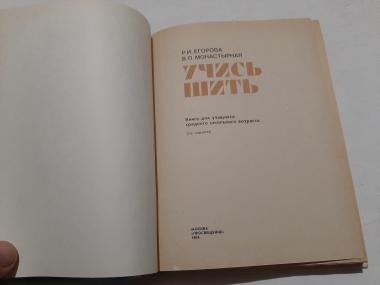 Р.И. ЕГОРОВА
В.П. МОНАСТЫРНАЯ
УЧИСЬ
ШИТЬ
Книга для учащихся
среднего школьного возраста
МОСКВА
«ПРОСВЕЩЕНИЕ»